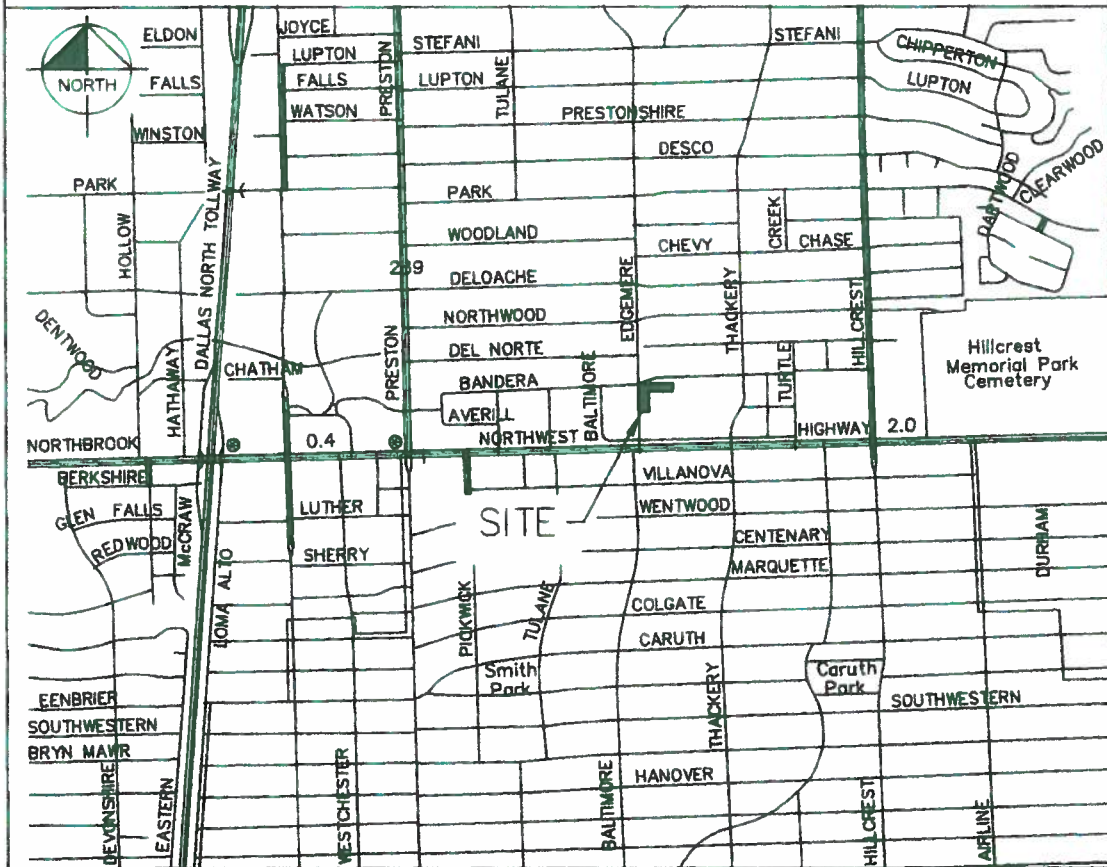 NORTH
ELDON
FALLS
WINSTON
PARK
HOLLOW
DENTWOOD
HATHAWAY
DALLAS NORTH TOLLWAY
JOYCE
LUPTON
FALLS
WATSON
PRESTON
STEFANI
LUPTON
TULANE
PRESTONSHIRE
DESCO
PARK
WOODLAND
CHEVY
CHASE
CREEK
DELOACHE
NORTHWOOD
DEL NORTE
BANDERA
AVERILL
EDGEMERE
THACKERY
HILLCREST
BALTIMORE
TURTLE
STEFANI
CHIPPERTON
LUPTON
DARTWOOD
CLEARWOOD
Hillcrest
Memorial Park
Cemetery
CHATHAM
PRESTON
NORTHBROOK
0.4
NORTHWEST
HIGHWAY
2.0
BERKSHIRE
GLEN FALLS
REDWOOD
McCRAW
LUTHER
SHERRY
LOMA ALTO
SITE
VILLANOVA
WENTWOOD
CENTENARY
MARQUETTE
COLGATE
CARUTH
DURHAM
PICKWICK
TULANE
Smith
Park
Caruth
Park
SOUTHWESTERN
EENBRIER
SOUTHWESTERN
BRYN MAWR
DEVONSHIRE
EASTERN
WESTCHESTER
BALTIMORE
THACKERY
HANOVER
HILLCREST
AIRLINE